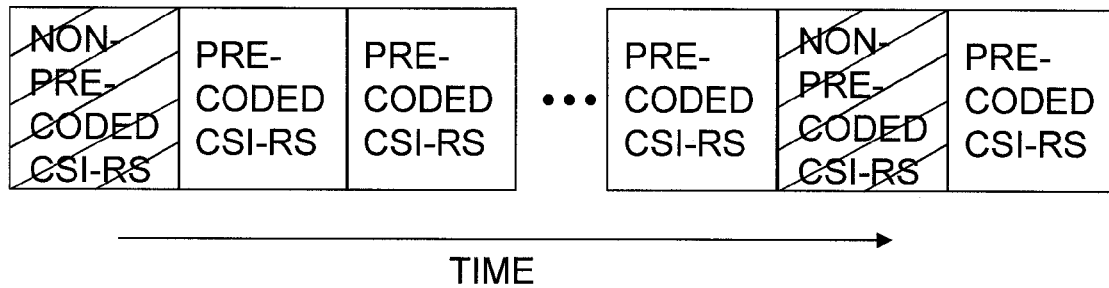 NON-
PRE-
CODED
CSI-RS
PRE-
CODED
CSI-RS
PRE-
CODED
CSI-RS
PRE-
CODED
CSI-RS
NON-
PRE-
CODED
CSI-RS
PRE-
CODED
CSI-RS
TIME